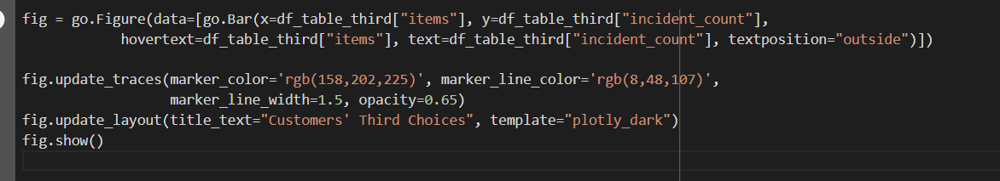 fig = go.Figure(data=[go.Bar(x=df_table_third["items"], y=df_table_third["incident_count"],
hovertext=df_table_third["items"], text=df_table_third["incident_count"], textposition="outside")])
fig.update_traces(marker_color='rgb(158,202,225)', marker_line_color='rgb(8,48,107)',
marker_line_width=1.5, opacity=0.65)
fig.update_layout(title_text="Customers' Third Choices", template="plotly_dark")
fig.show()